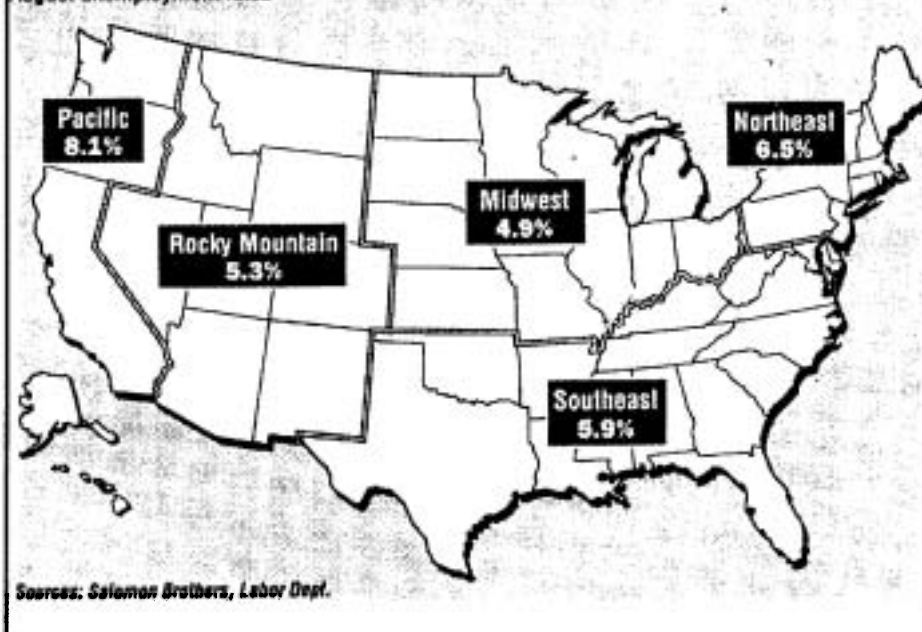 Pacific
8.1%
Northeast
6.5%
Midwest
4.9%
Rocky Mountain
5.3%
Southeast
5.9%
Sources: Salomon Brothers, Labor Dept.